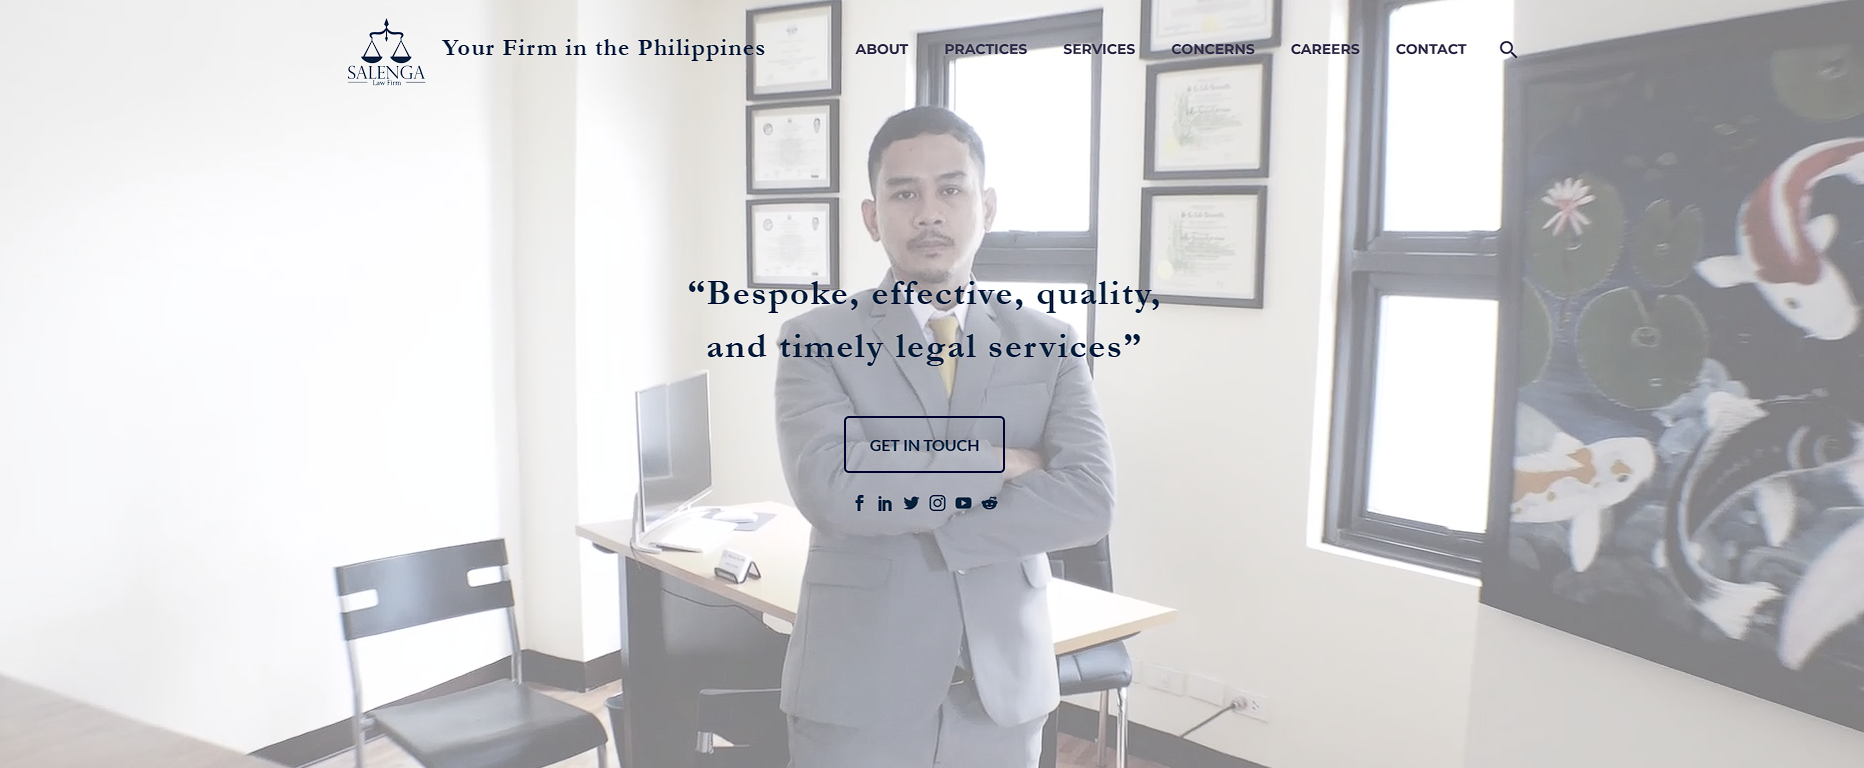 SALENGA
Law Firm
Your Firm in the Philippines
ABOUT
PRACTICES
SERVICES
CONCERNS
CAREERS
CONTACT
“Bespoke, effective, quality,
and timely legal services”
GET IN TOUCH